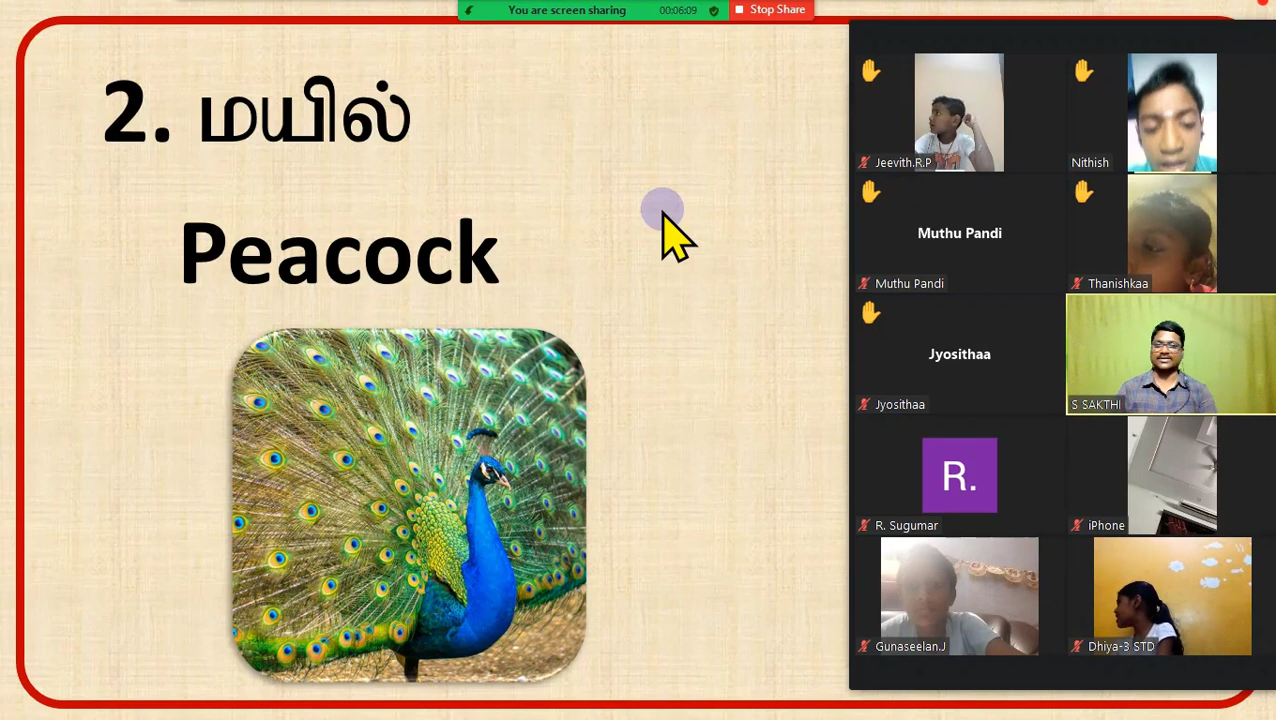 You are screen sharing 00:06:09 Stop Share
2. மயில்
Peacock
Jeevith.R.P
Nithish
Muthu Pandi
Muthu Pandi
Thanishkaa
Jyosithaa
Jyosithaa
S SAKTHI
R.
R. Sugumar
iPhone
Gunaseelan.J
Dhiya-3 STD